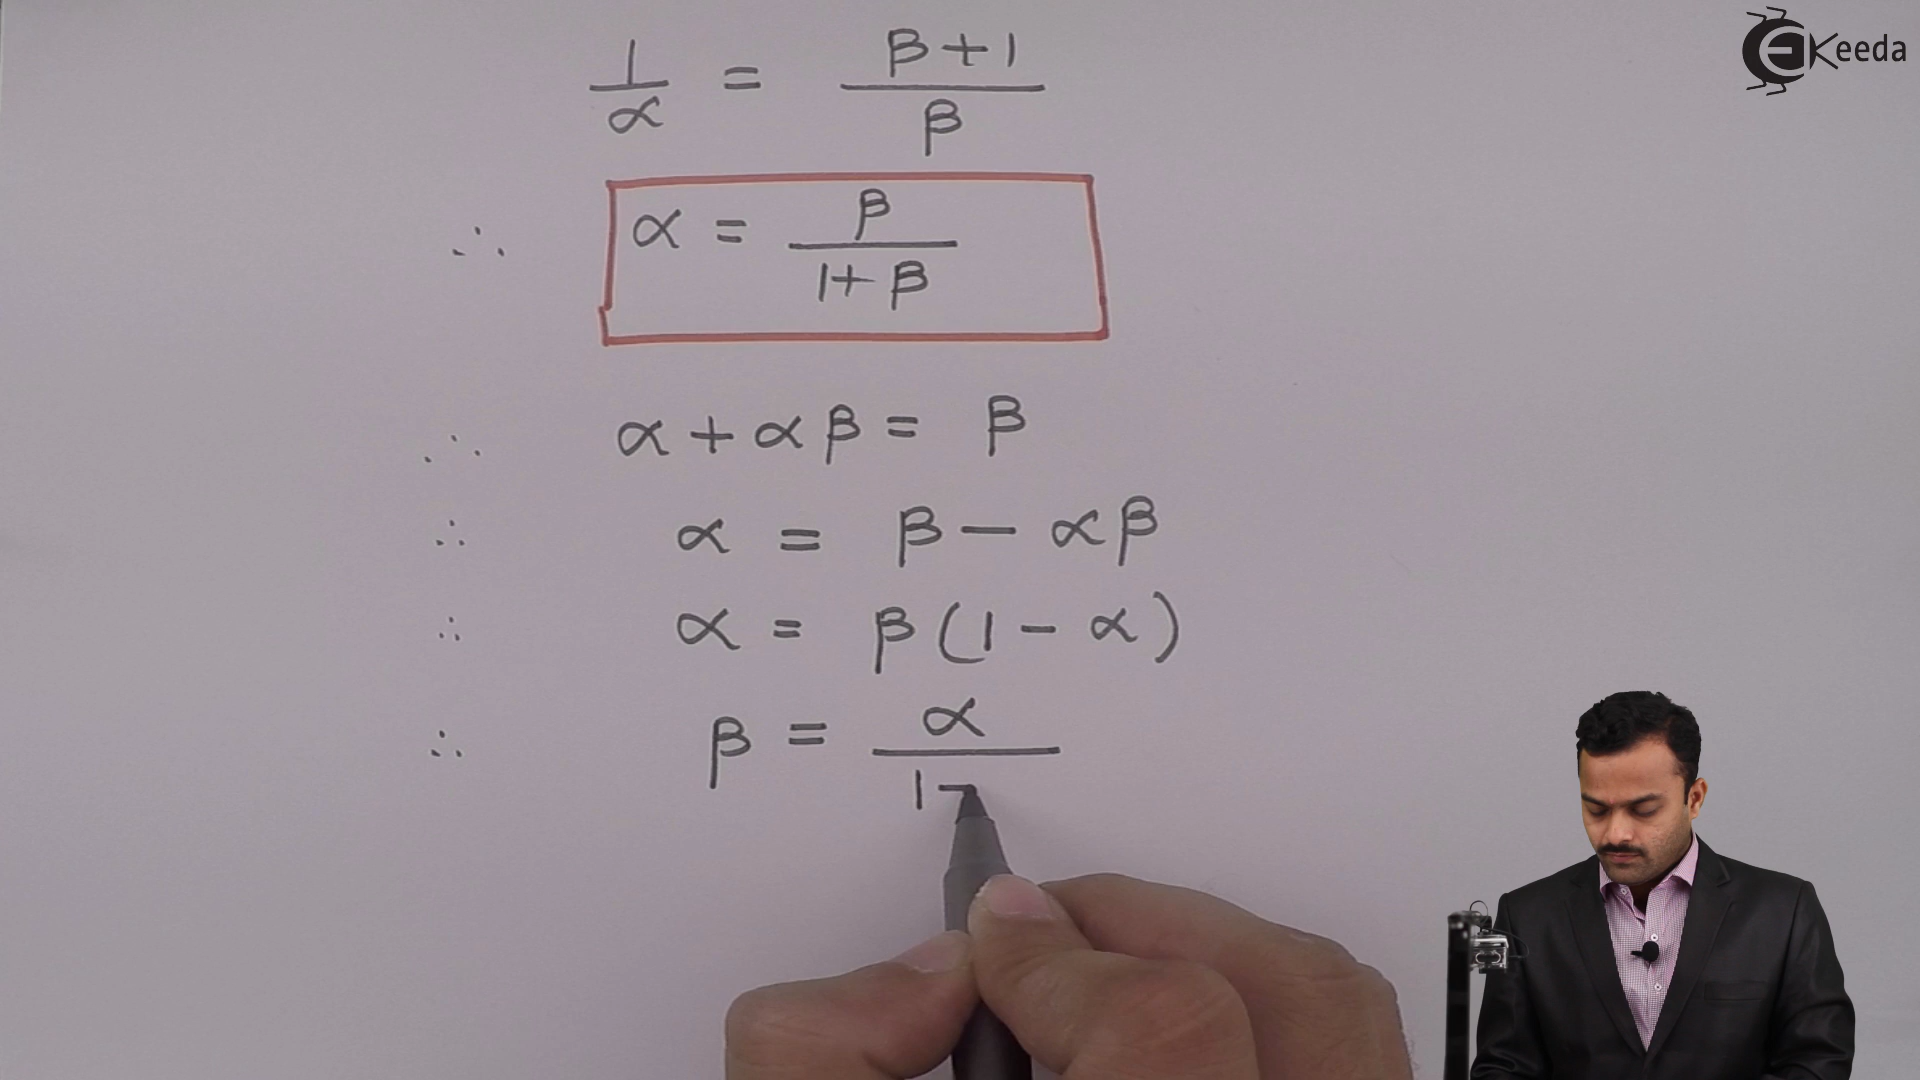 Keeda
1/α = β+1/β
∴ α = β/1+β
∴ α + αβ = β
∴ α = β - αβ
∴ α = β(1 - α)
∴ β = α/1-